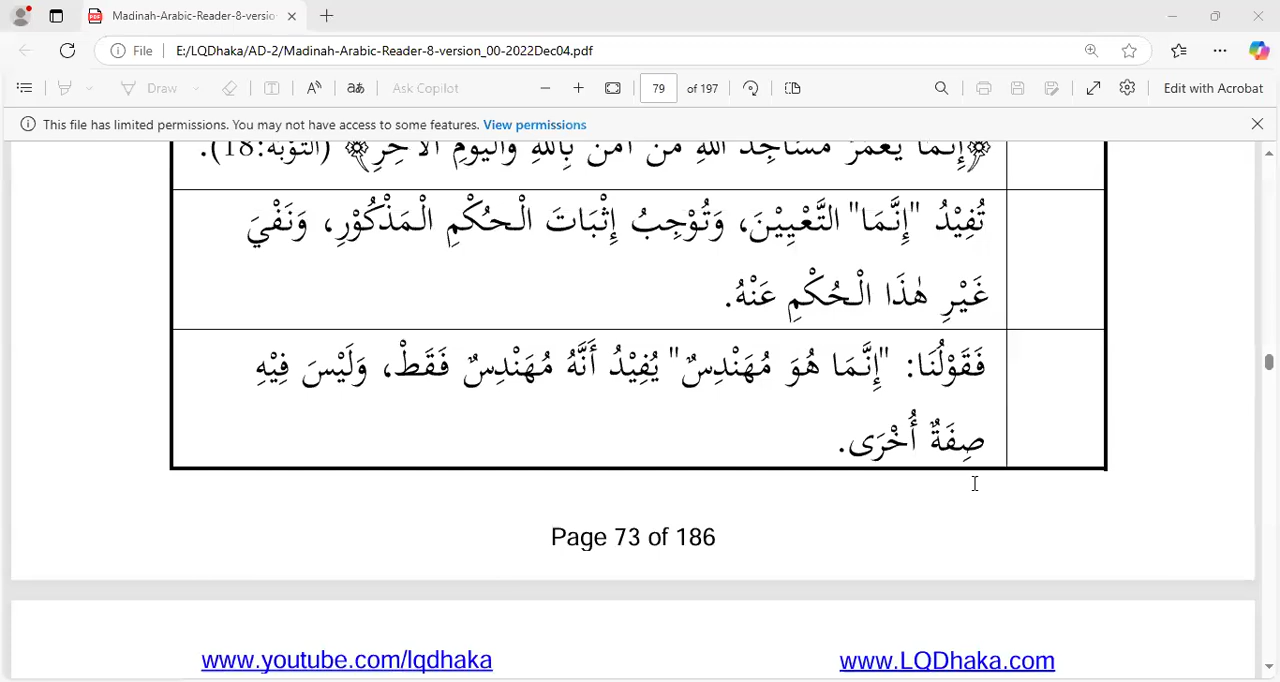 Madinah-Arabic-Reader-8-versio
File
E:/LQDhaka/AD-2/Madinah-Arabic-Reader-8-version_00-2022Dec04.pdf
Draw
Ask Copilot
79 of 197
Edit with Acrobat
This file has limited permissions. You may not have access to some features. View permissions
﴿إِنَّمَا يَعْمُرُ مَسَاجِدَ اللهِ مَنْ آمَنَ بِاللهِ وَالْيَوْمِ الْآخِرِ﴾ (التَّوْبَة:18).
تُفِيْدُ "إِنَّمَا" التَّعْيِيْنَ، وَتُوْجِبُ إِثْبَاتَ الْحُكْمِ الْمَذْكُوْرِ، وَنَفْيَ
غَيْرِ هٰذَا الْحُكْمِ عَنْهُ.
فَقَوْلُنَا: "إِنَّمَا هُوَ مُهَنْدِسٌ" يُفِيْدُ أَنَّهُ مُهَنْدِسٌ فَقَطْ، وَلَيْسَ فِيْهِ
صِفَةٌ أُخْرَى.
Page 73 of 186
www.youtube.com/lqdhaka
www.LQDhaka.com